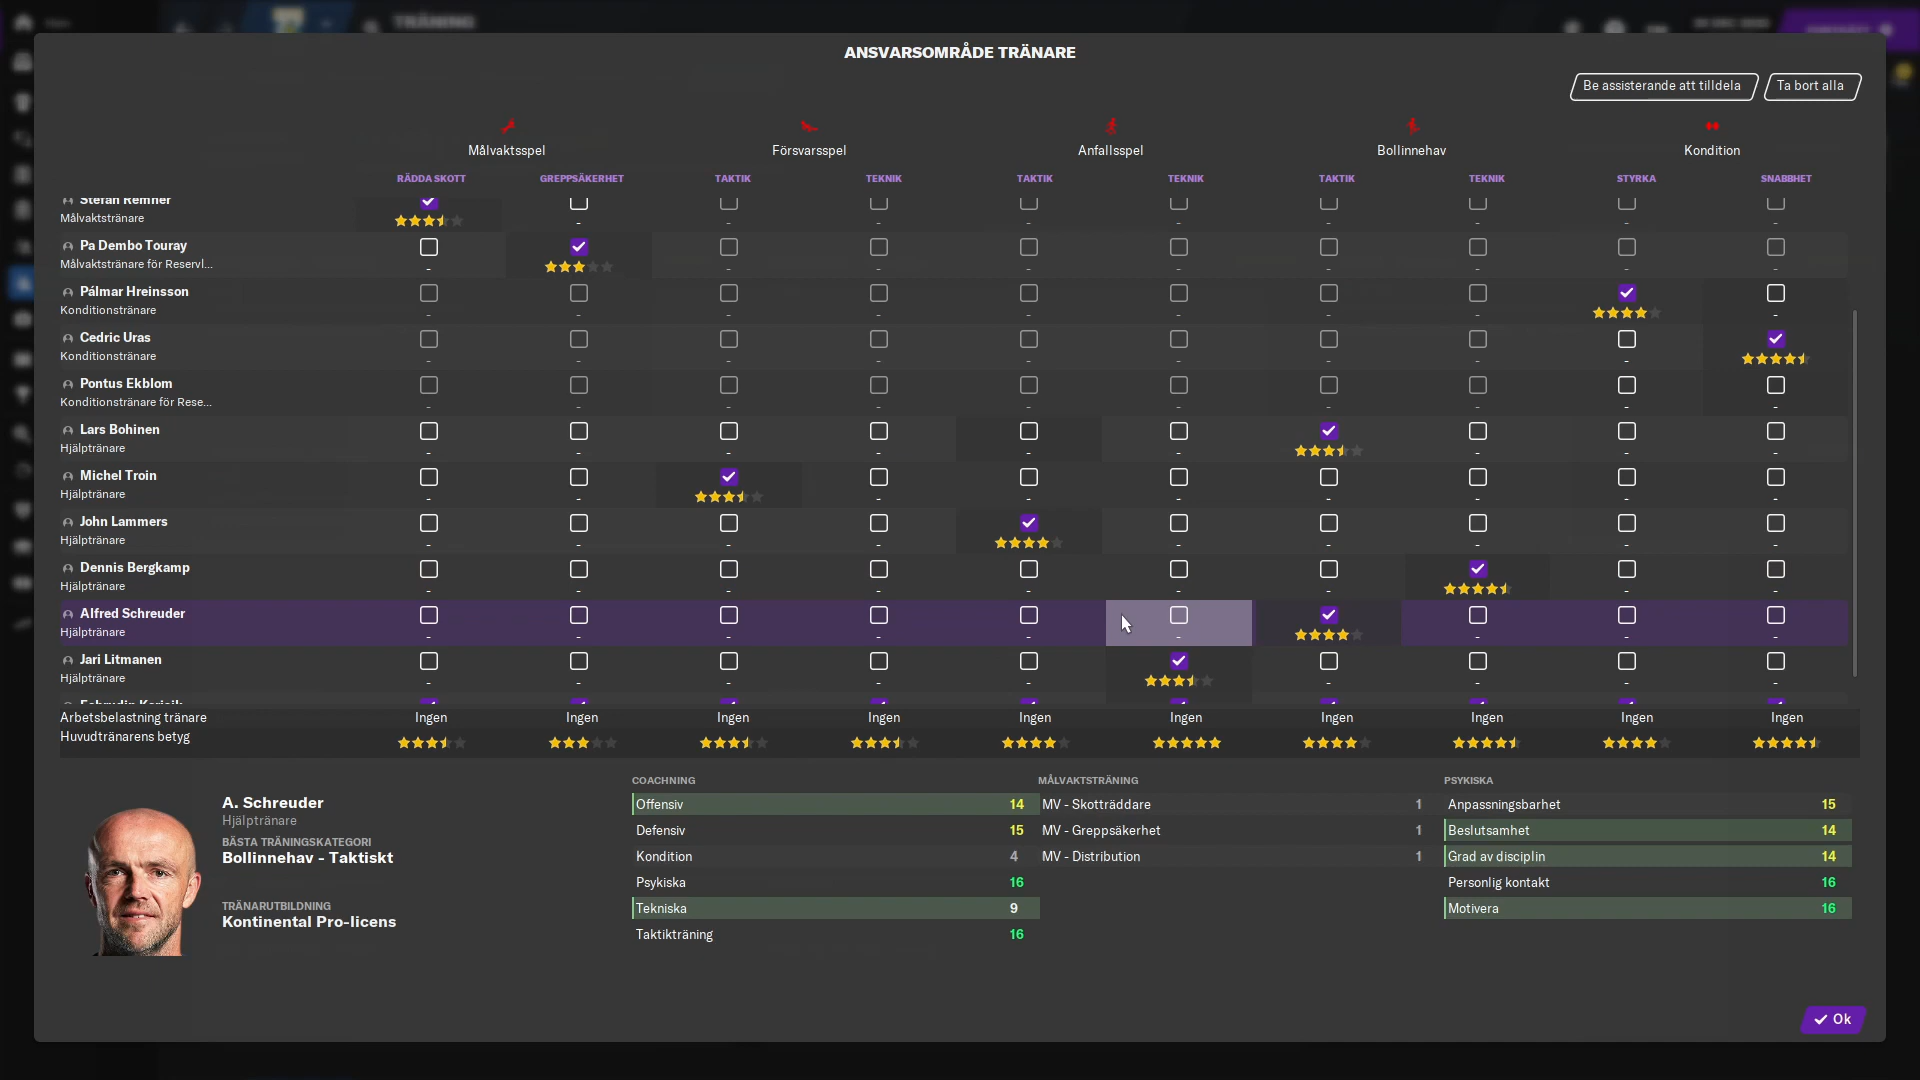 TRÄNING
ANSVARSOMRÅDE TRÄNARE
Be assisterande att tilldela
Ta bort alla
Målvaktsspel
Försvarsspel
Anfallsspel
Bollinnehav
Kondition
RÄDDA SKOTT
GREPPSÄKERHET
TAKTIK
TEKNIK
TAKTIK
TEKNIK
TAKTIK
TEKNIK
STYRKA
SNABBHET
Målvaktstränare
Pa Dembo Touray
Målvaktstränare för Reservl...
Pálmar Hreinsson
Konditionstränare
Cedric Uras
Konditionstränare
Pontus Ekblom
Konditionstränare för Rese...
Lars Bohinen
Hjälptränare
Michel Troin
Hjälptränare
John Lammers
Hjälptränare
Dennis Bergkamp
Hjälptränare
Alfred Schreuder
Hjälptränare
Jari Litmanen
Hjälptränare
Arbetsbelastning tränare
Ingen Ingen Ingen Ingen Ingen Ingen Ingen Ingen Ingen Ingen
Huvudtränarens betyg
A. Schreuder
Hjälptränare
BÄSTA TRÄNINGSKATEGORI
Bollinnehav - Taktiskt
TRÄNARUTBILDNING
Kontinental Pro-licens
COACHNING
Offensiv 14
Defensiv 15
Kondition 4
Psykiska 16
Tekniska 9
Taktikträning 16
MÅLVAKTSTRÄNING
MV - Skotträddare 1
MV - Greppsäkerhet 1
MV - Distribution 1
PSYKISKA
Anpassningsbarhet 15
Beslutsamhet 14
Grad av disciplin 14
Personlig kontakt 16
Motivera 16
Ok